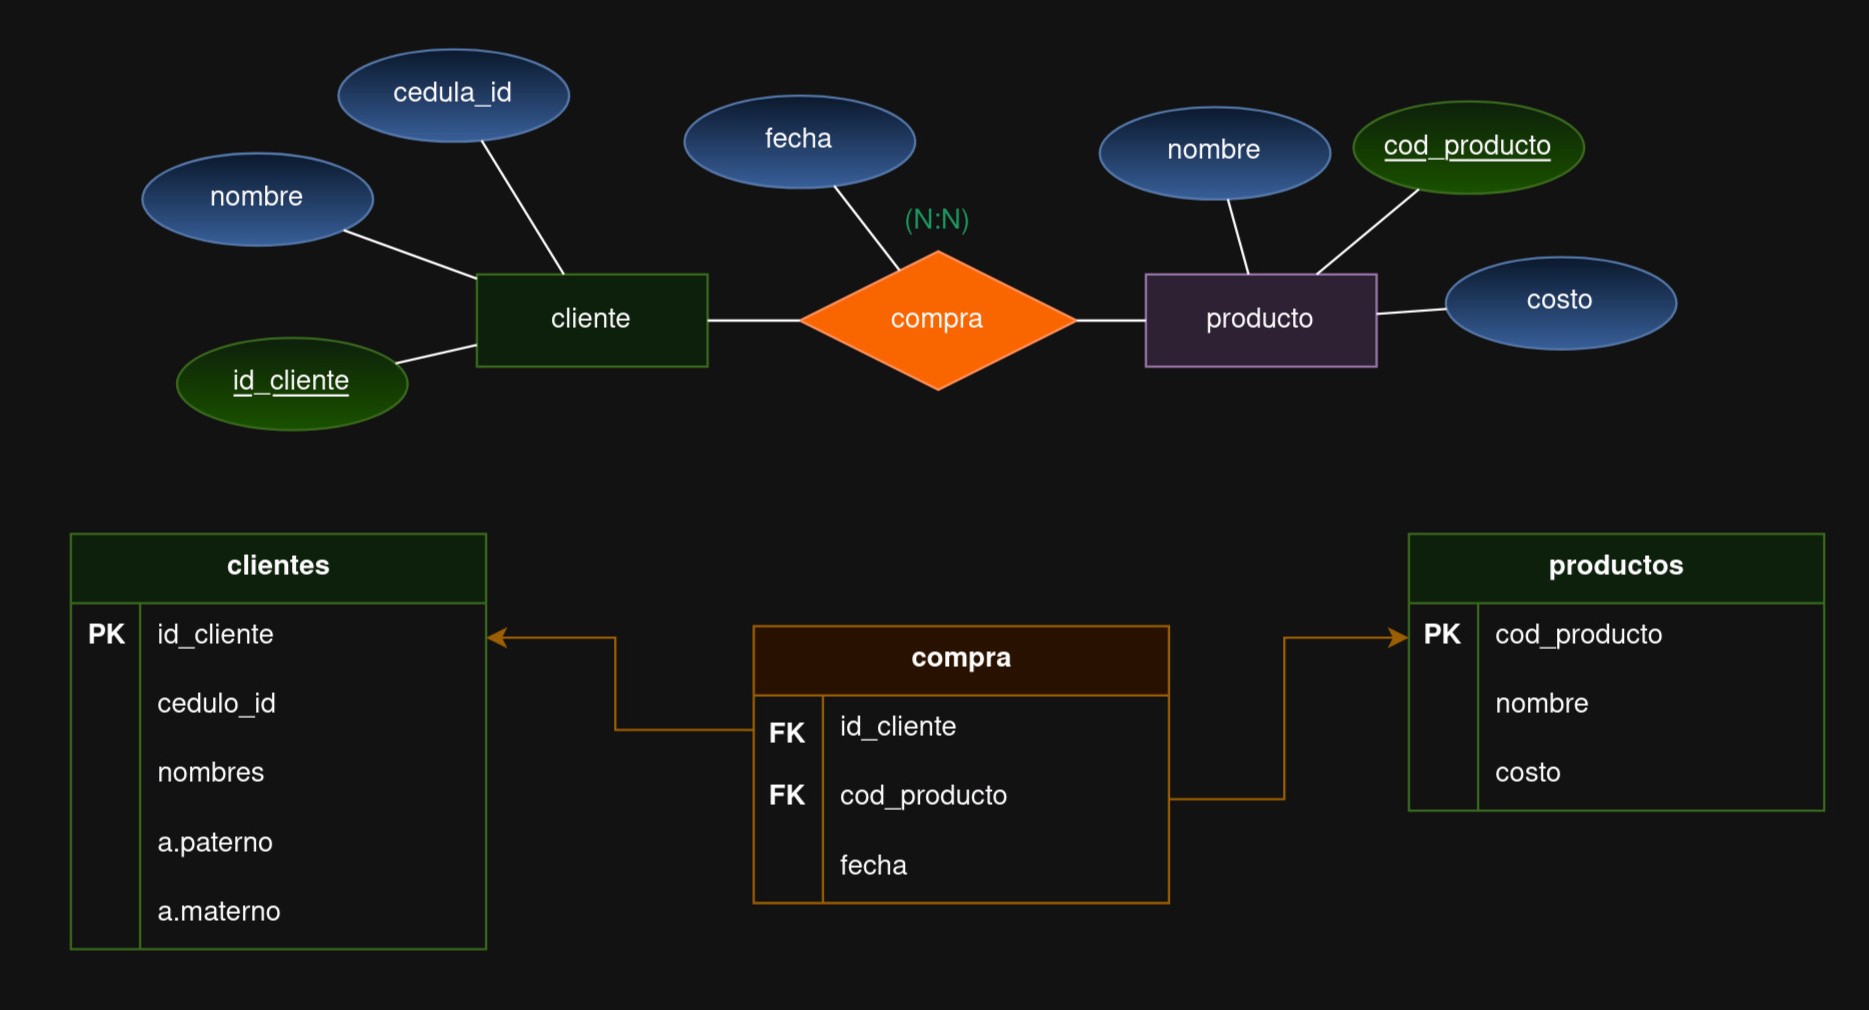 cedula_id
fecha
nombre
cod_producto
nombre
(N:N)
costo
cliente
compra
producto
id_cliente
clientes
PK id_cliente
cedulo_id
nombres
a.paterno
a.materno
compra
FK id_cliente
FK cod_producto
fecha
productos
PK cod_producto
nombre
costo